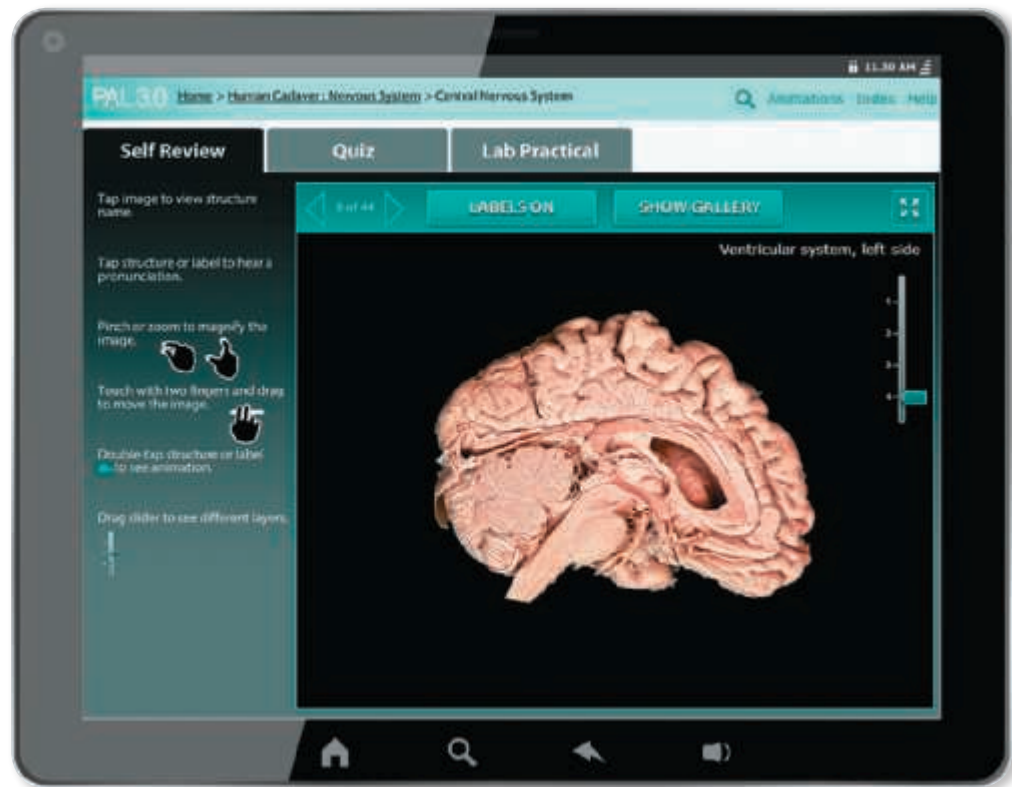 11.30 AM
PAL 3.0 Home > Human Cadaver: Nervous System > Central Nervous System
Animations Index Help
Self Review
Quiz
Lab Practical
Tap image to view structure
name.
of 44
LABELS ON
SHOW GALLERY
Ventricular system, left side
Tap structure or label to hear a
pronunciation.
1
2
3
4
Pinch or zoom to magnify the
image.
Touch with two fingers and drag
to move the image.
Double-tap structure or label
to see animation.
Drag slider to see different layers.